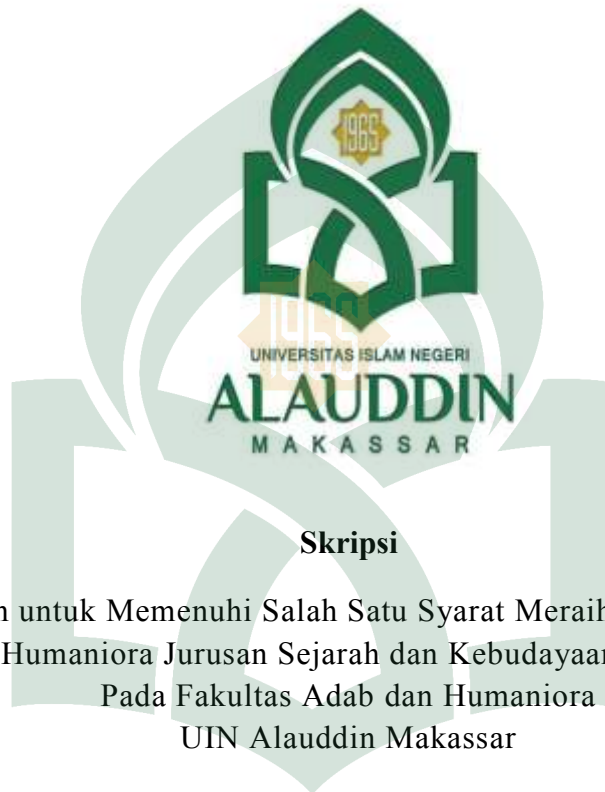 1965
UNIVERSITAS ISLAM NEGERI
ALAUDDIN
MAKASSAR
Skripsi
untuk Memenuhi Salah Satu Syarat Meraih
Humaniora Jurusan Sejarah dan Kebudayaan
Pada Fakultas Adab dan Humaniora
UIN Alauddin Makassar